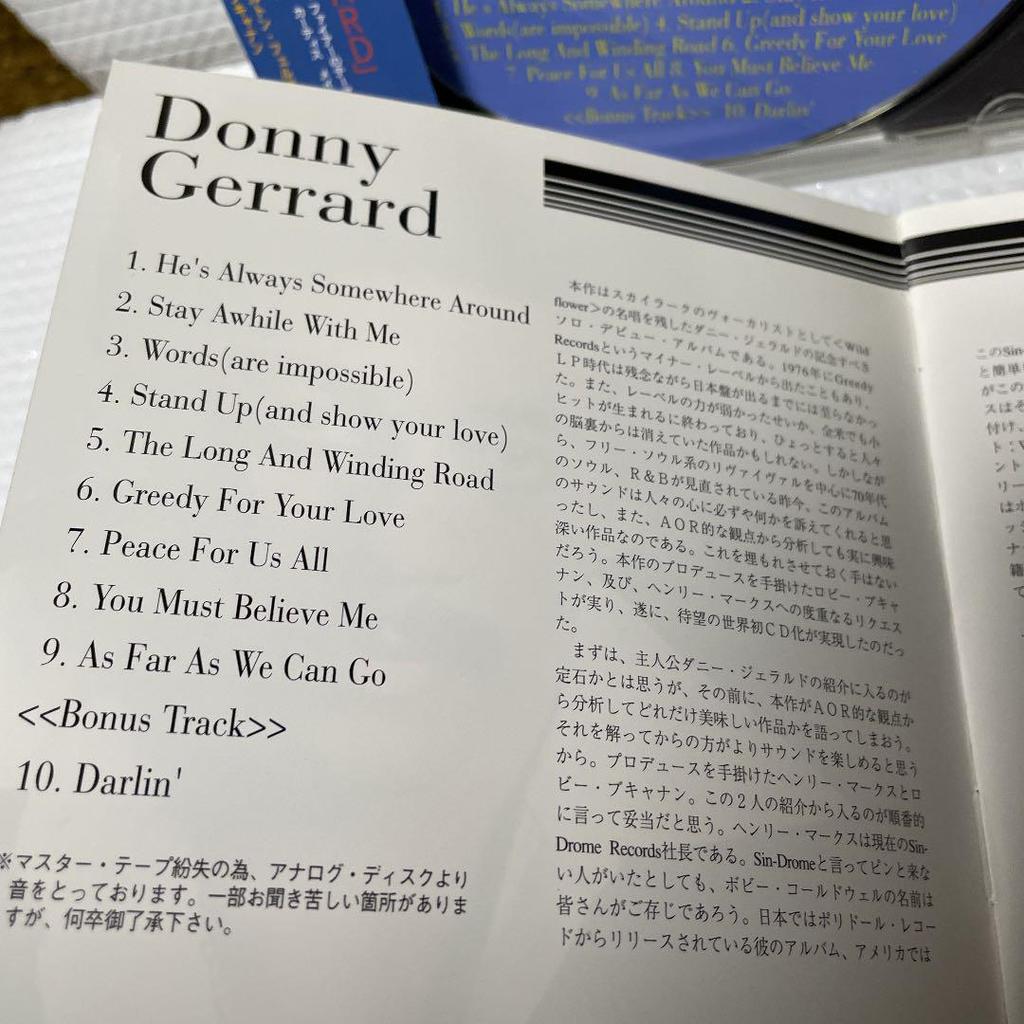 He's Always Somewhere Around
Words(are impossible) 4. Stand Up(and show your love)
The Long And Winding Road 6. Greedy For Your Love
7. Peace For Us All 8. You Must Believe Me
9. As Far As We Can Go
<<Bonus Track>> 10. Darlin'
Donny
Gerrard
1. He's Always Somewhere Around
2. Stay Awhile With Me
3. Words(are impossible)
4. Stand Up(and show your love)
5. The Long And Winding Road
6. Greedy For Your Love
7. Peace For Us All
8. You Must Believe Me
9. As Far As We Can Go
<<Bonus Track>>
10. Darlin'
※マスター・テープ紛失の為、アナログ・ディスクより
音をとっております。一部お聞き苦しい箇所がありま
すが、何卒御了承下さい。
本作はスカイラークのヴォーカリストとして<Wild
flower>の名唱を残したダニー・ジェラルドの記念すべき
ソロ・デビュー・アルバムである。1976年にGreedy
Recordsというマイナー・レーベルから出たこともあり、
LP時代は残念ながら日本盤が出るまでには至らなかっ
た。また、レーベルの力が弱かったせいか、全米でも小
ヒットが生まれるに終わっており、ひょっとすると人々
の脳裏からは消えていた作品かもしれない。しかしなが
ら、フリー・ソウル系のリヴァイヴァルを中心に70年代
のソウル、R&Bが見直されている昨今、このアルバム
のサウンドは人々の心に必ずや何かを訴えてくれると思
ったし、また、AOR的な観点から分析しても実に興味
深い作品なのである。これを埋もれさせておく手はない
だろう。本作のプロデュースを手掛けたロビー・ブキャ
ナン、及び、ヘンリー・マークスへの度重なるリクエス
トが実り、遂に、待望の世界初CD化が実現したのだっ
た。
まずは、主人公ダニー・ジェラルドの紹介に入るのが
定石かとは思うが、その前に、本作がAOR的な観点か
ら分析してどれだけ美味しい作品かを語ってしまおう。
それを解ってからの方がよりサウンドを楽しめると思う
から。プロデュースを手掛けたヘンリー・マークスとロ
ビー・ブキャナン。この2人の紹介から入るのが順番的
に言って妥当だと思う。ヘンリー・マークスは現在のSin-
Drome Records社長である。Sin-Dromeと言ってピンと来な
い人がいたとしても、ボビー・コールドウェルの名前は
皆さんがご存じであろう。日本ではポリドール・レコー
ドからリリースされている彼のアルバム、アメリカでは
このSin-
と簡単
がこの
スはそ
付け、